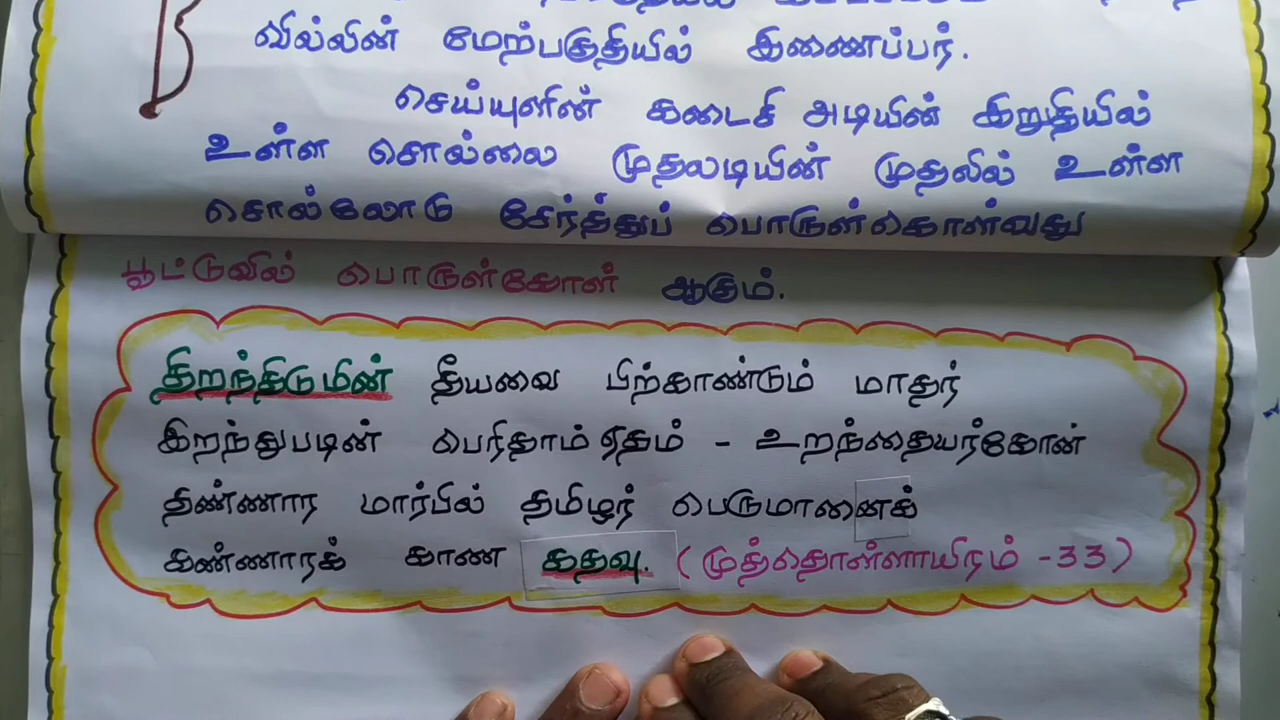 வில்லின் மேற்பகுதியில் இணைப்பர்.
செய்யுளின் கடைசி அடியின் இறுதியில்
உள்ள சொல்லை முதலடியின் முதலில் உள்ள
சொல்லோடு சேர்த்துப் பொருள்கொள்வது
பூட்டுவில் பொருள்கோள் ஆகும்.
திறந்திடுமின் தீயவை பிற்காண்டும் மாதர்
இறந்துபடின் பெரிதாம் ஏதம் - உறந்தையர்கோன்
தண்ணார மார்பில் தமிழர் பெருமானைக்
கண்ணாரக் காண கதவு. (முத்தொள்ளாயிரம் -33)